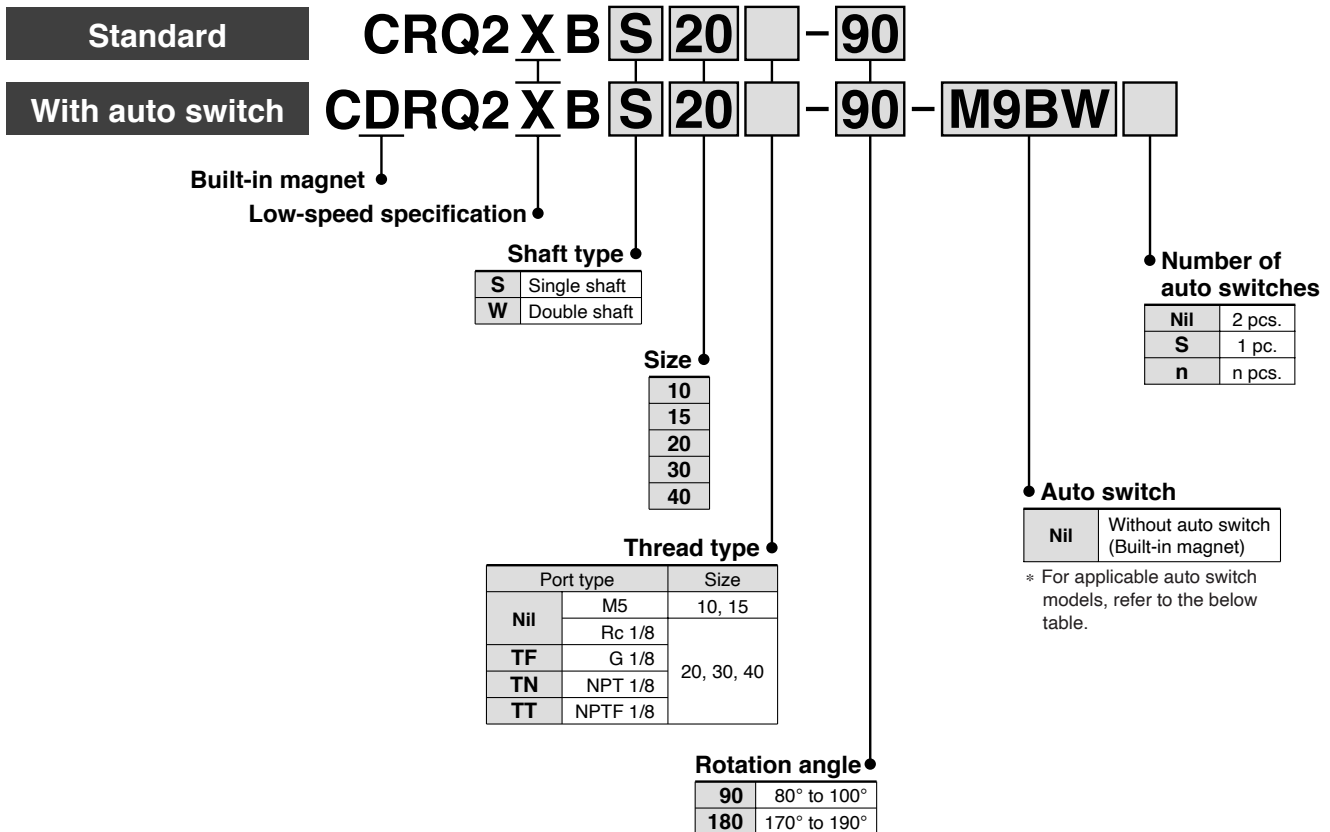 Standard CRQ2XBS20 -90
With auto switch CDRQ2XBS20 -90-M9BW
Built-in magnet
Low-speed specification
Shaft type
S Single shaft
W Double shaft
Number of
auto switches
Nil 2 pcs.
S 1 pc.
n n pcs.
Size
10
15
20
30
40
Auto switch
Nil Without auto switch
(Built-in magnet)
* For applicable auto switch
models, refer to the below
table.
Thread type
Port type Size
Nil M5 10, 15
Rc 1/8 20, 30, 40
TF G 1/8
TN NPT 1/8
TT NPTF 1/8
Rotation angle
90 80° to 100°
180 170° to 190°